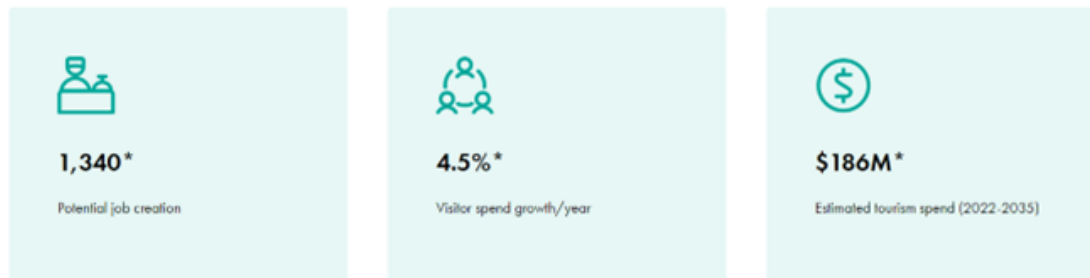 1,340*
Potential job creation
4.5%*
Visitor spend growth/year
$186M*
Estimated tourism spend (2022-2035)